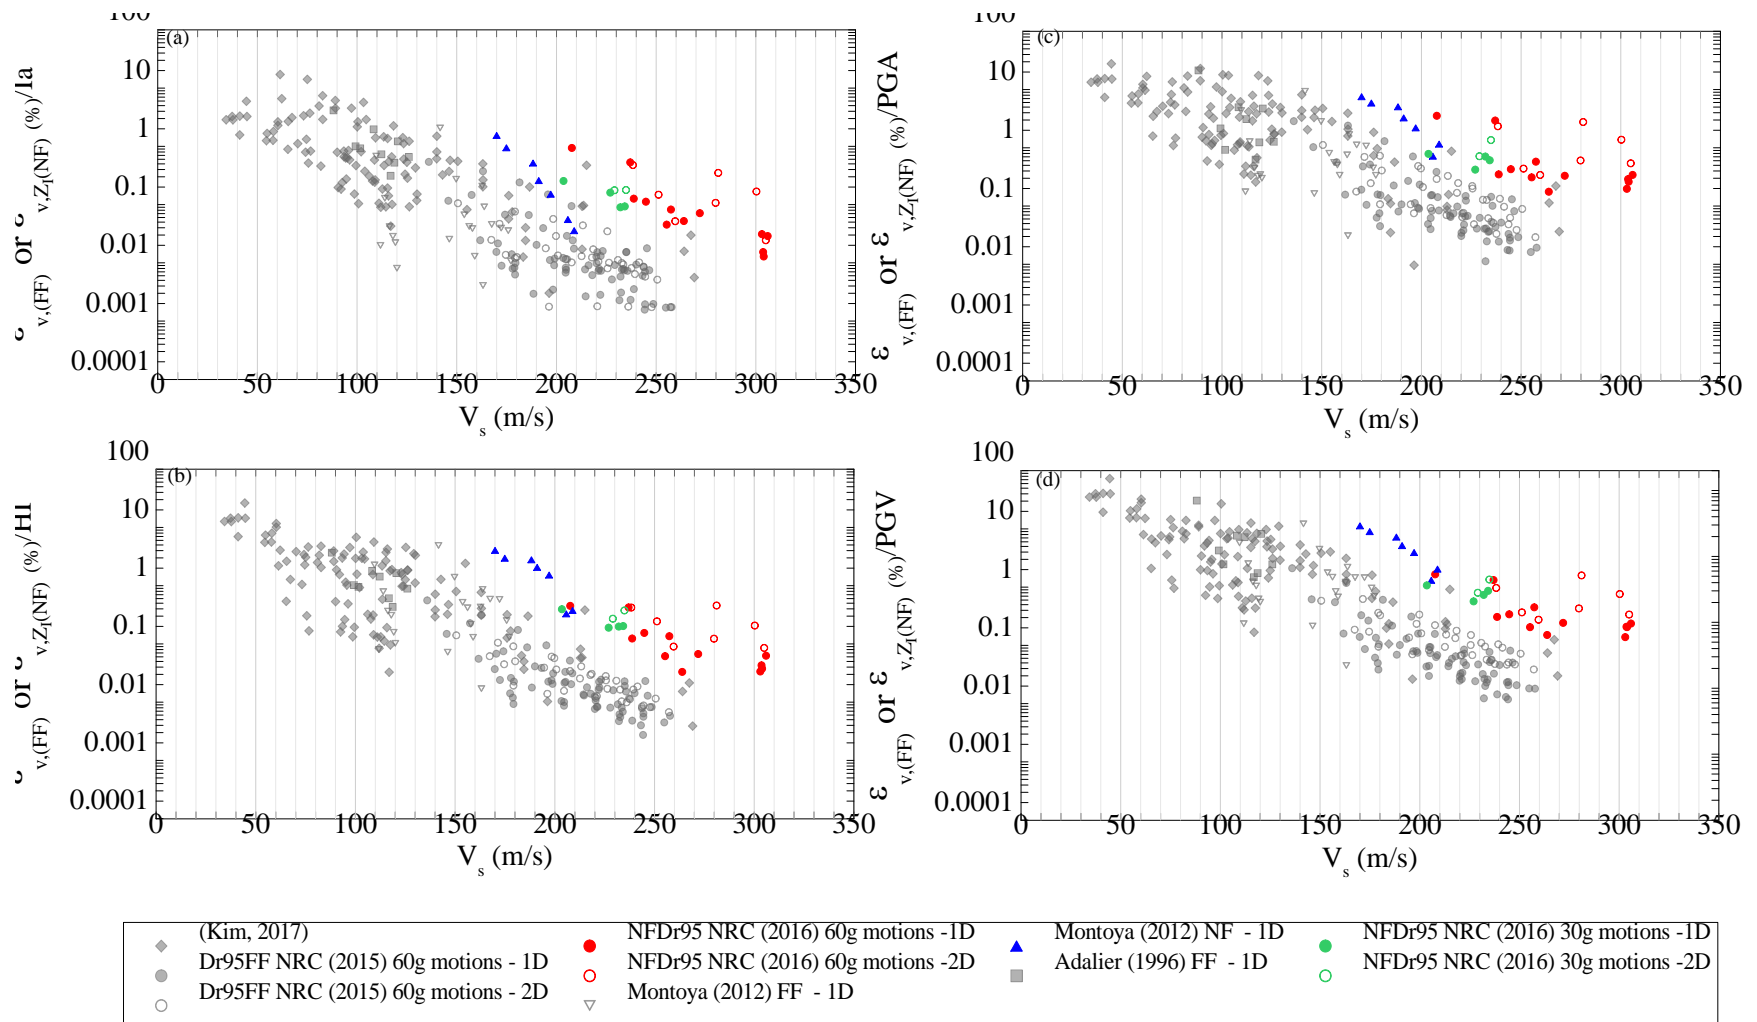 100
(a)
10
1
0.1
0.01
0.001
0.0001
0 50 100 150 200 250 300 350
V_s (m/s)
ε_v,(FF) or ε_v,Z_I(NF) (%)/Ia
100
(c)
10
1
0.1
0.01
0.001
0.0001
0 50 100 150 200 250 300 350
V_s (m/s)
ε_v,(FF) or ε_v,Z_I(NF) (%)/PGA
100
(b)
10
1
0.1
0.01
0.001
0.0001
0 50 100 150 200 250 300 350
V_s (m/s)
ε_v,(FF) or ε_v,Z_I(NF) (%)/HI
100
(d)
10
1
0.1
0.01
0.001
0.0001
0 50 100 150 200 250 300 350
V_s (m/s)
ε_v,(FF) or ε_v,Z_I(NF) (%)/PGV
(Kim, 2017)
Dr95FF NRC (2015) 60g motions - 1D
Dr95FF NRC (2015) 60g motions - 2D
NFDr95 NRC (2016) 60g motions -1D
NFDr95 NRC (2016) 60g motions -2D
Montoya (2012) FF - 1D
Montoya (2012) NF - 1D
Adalier (1996) FF - 1D
NFDr95 NRC (2016) 30g motions -1D
NFDr95 NRC (2016) 30g motions -2D